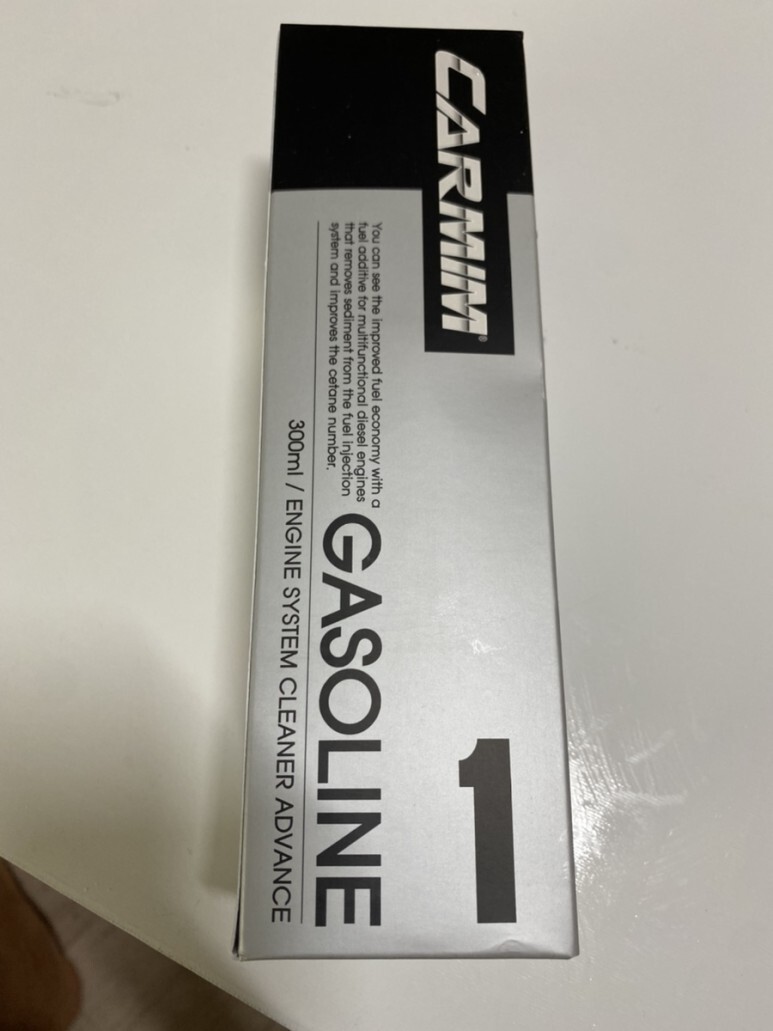 CARMIM®
You can see the improved fuel economy with a
fuel additive for multifunctional diesel engines
that removes sediment from the fuel injection
system and improves the cetane number.
1
GASOLINE
300ml / ENGINE SYSTEM CLEANER ADVANCE